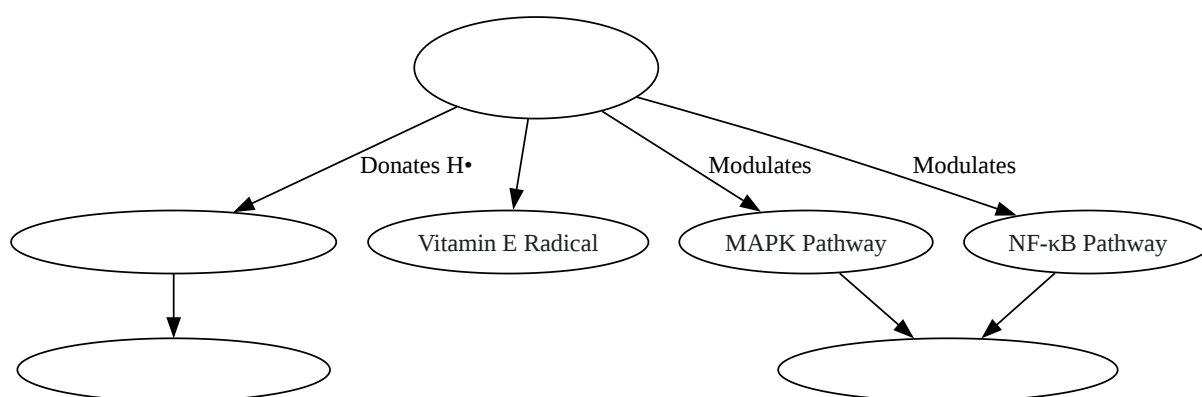 Donates H•
Modulates
Modulates
Vitamin E Radical
MAPK Pathway
NF-κB Pathway